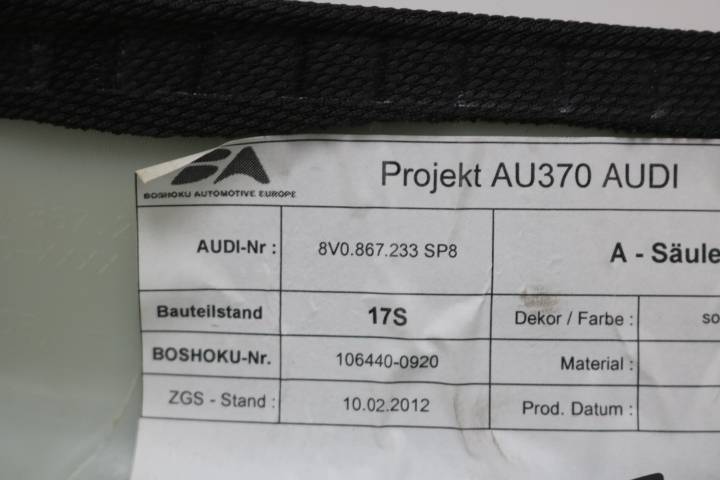 BOSHOKU AUTOMOTIVE EUROPE
Projekt AU370 AUDI
AUDI-Nr : 8V0.867.233 SP8 A - Säule
Bauteilstand 17S Dekor / Farbe : so
BOSHOKU-Nr. 106440-0920 Material :
ZGS - Stand : 10.02.2012 Prod. Datum :